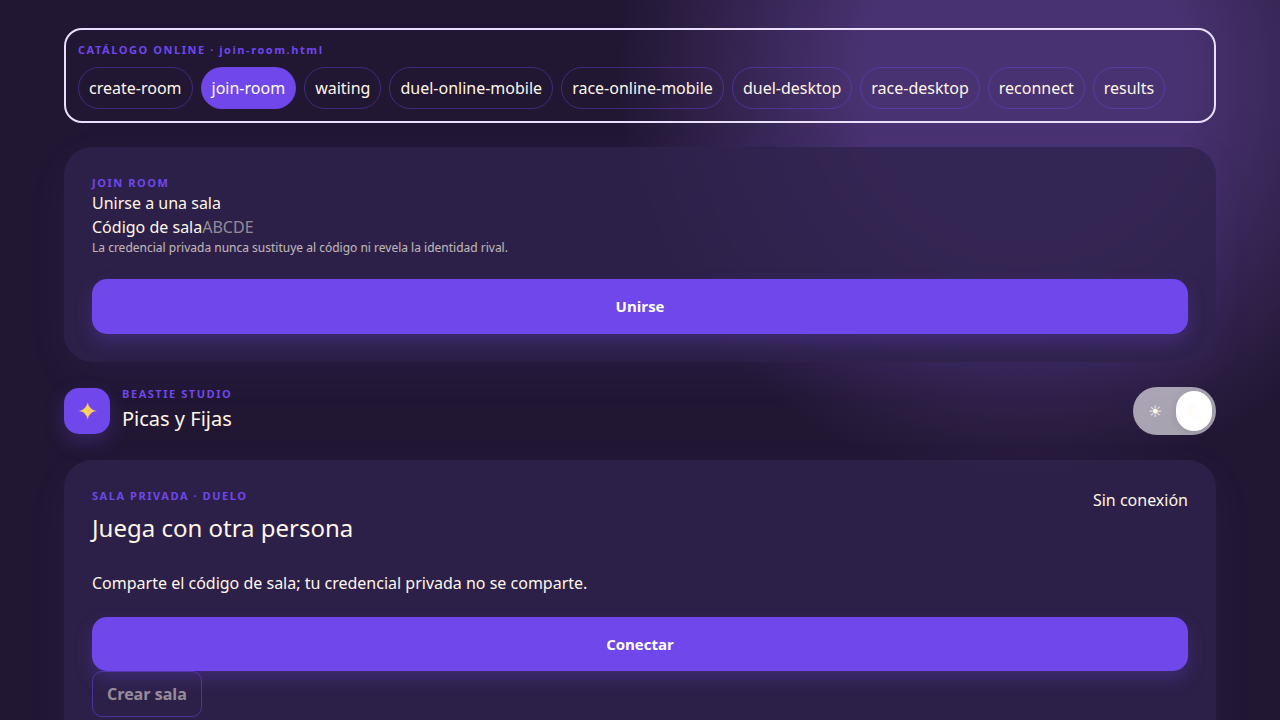 CATÁLOGO ONLINE · join-room.html
create-room join-room waiting duel-online-mobile race-online-mobile duel-desktop race-desktop reconnect results
JOIN ROOM
Unirse a una sala
Código de salaABCDE
La credencial privada nunca sustituye al código ni revela la identidad rival.
Unirse
BEASTIE STUDIO
Picas y Fijas
SALA PRIVADA · DUELO
Sin conexión
Juega con otra persona
Comparte el código de sala; tu credencial privada no se comparte.
Conectar
Crear sala